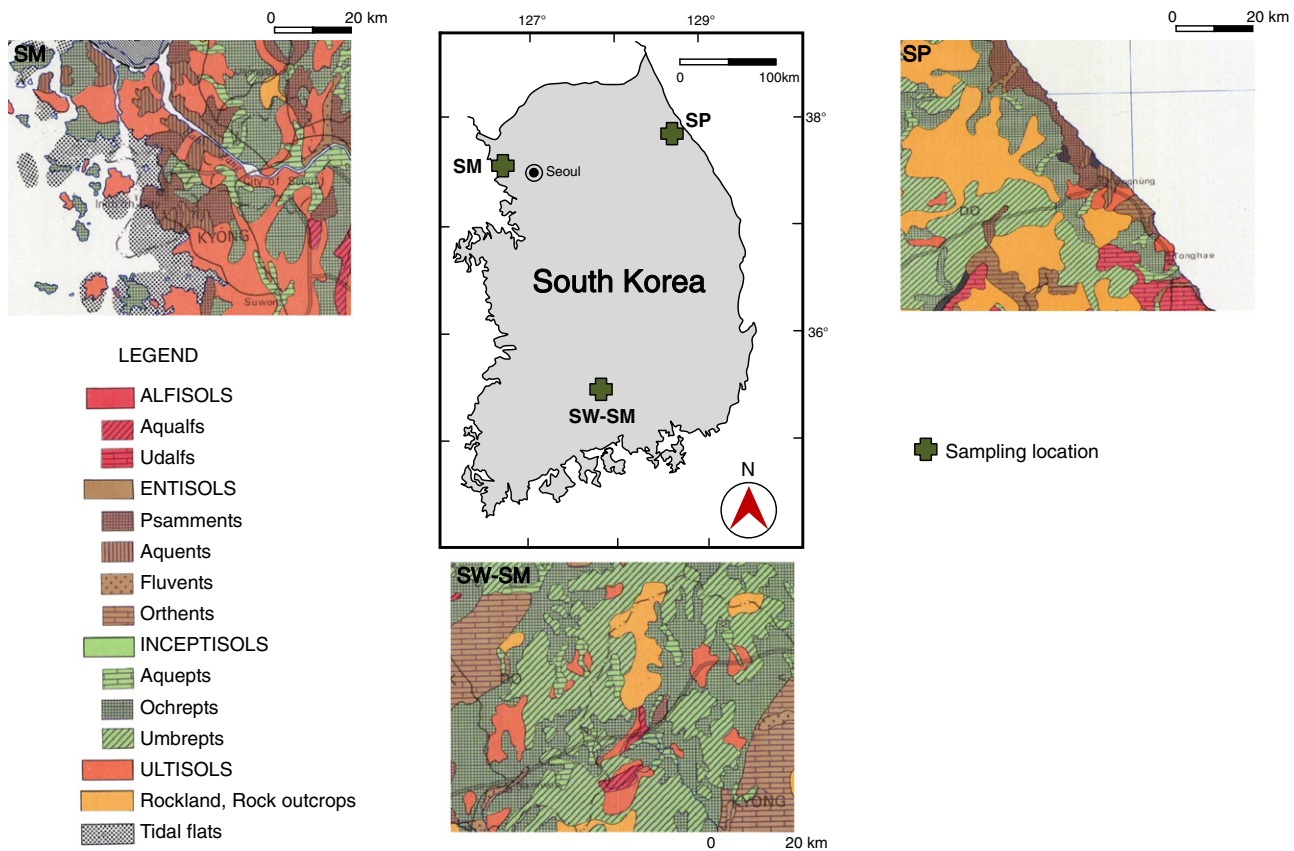 0 20 km
SM
City of Seoul
KYONG
Suwon
127° 129°
0 100km
38°
SP
SM
Seoul
South Korea
36°
SW-SM
N
0 20 km
SP
DO
Tonghae
LEGEND
ALFISOLS
Aqualfs
Udalfs
ENTISOLS
Psamments
Aquents
Fluvents
Orthents
INCEPTISOLS
Aquepts
Ochrepts
Umbrepts
ULTISOLS
Rockland, Rock outcrops
Tidal flats
Sampling location
SW-SM
DO
KYONG
0 20 km